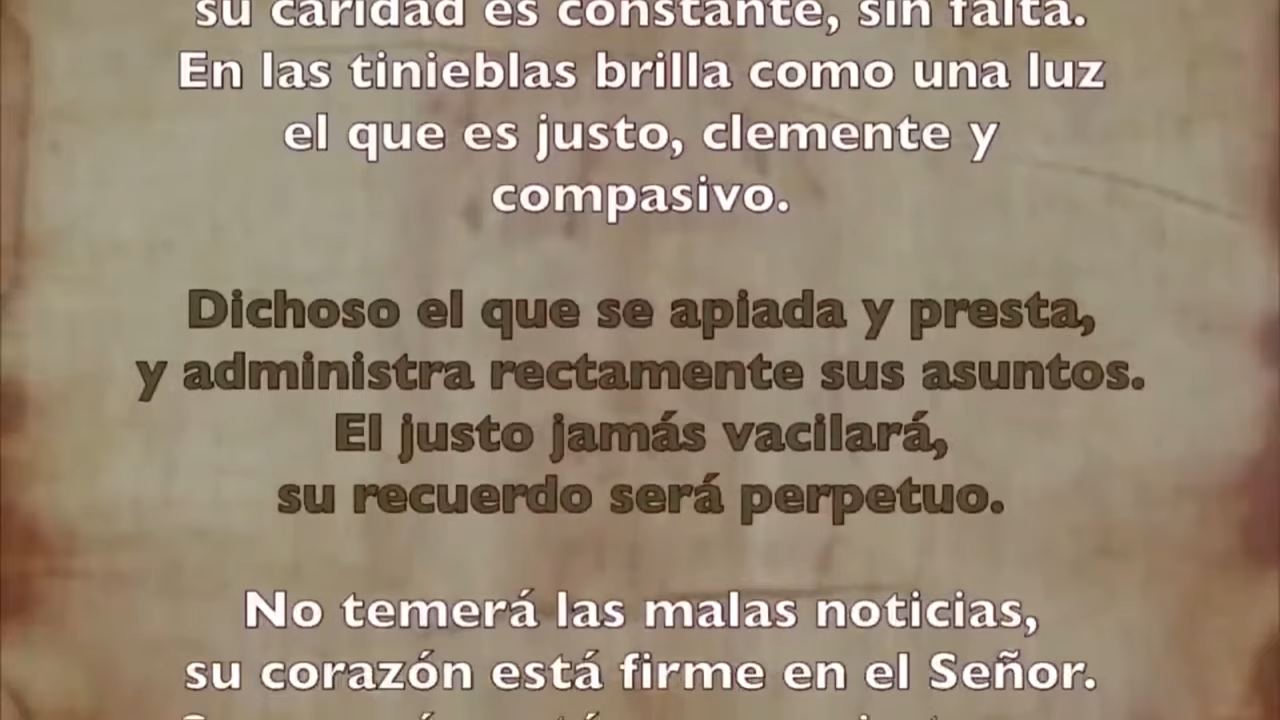 su caridad es constante, sin falta.
En las tinieblas brilla como una luz
el que es justo, clemente y
compasivo.
Dichoso el que se apiada y presta,
y administra rectamente sus asuntos.
El justo jamás vacilará,
su recuerdo será perpetuo.
No temerá las malas noticias,
su corazón está firme en el Señor.